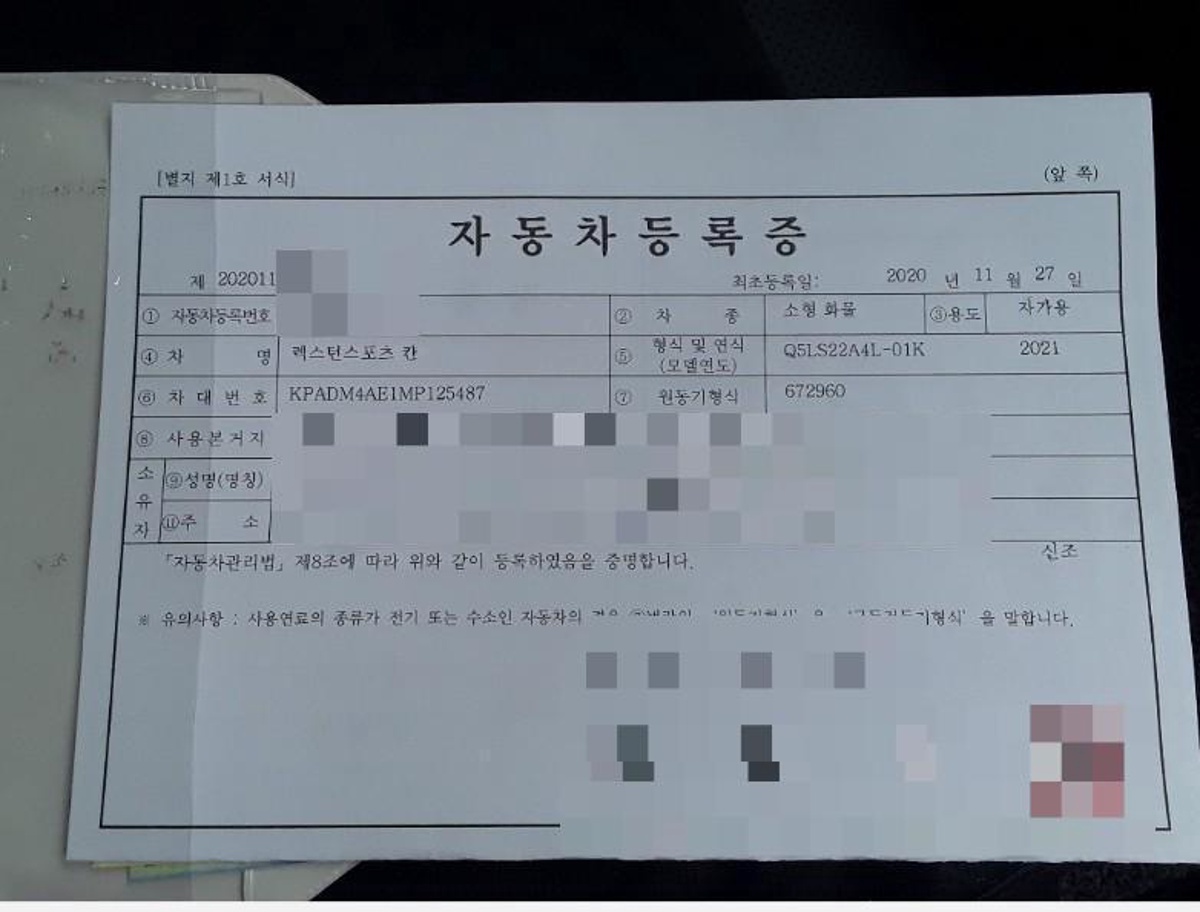 [별지 제1호 서식]
(앞 쪽)
자동차등록증
제 202011
최초등록일: 2020 년 11 월 27 일
① 자동차등록번호
② 차 종 소형 화물 ③용도 자가용
④ 차 명 렉스턴스포츠 칸
⑤ 형식 및 연식 (모델연도) Q5LS22A4L-01K 2021
⑥ 차 대 번 호 KPADM4AE1MP125487
⑦ 원동기형식 672960
⑧ 사 용 본 거 지
소유자
⑨성명(명칭)
⑪주 소
「자동차관리법」 제8조에 따라 위와 같이 등록하였음을 증명합니다.
신조
※ 유의사항 : 사용연료의 종류가 전기 또는 수소인 자동차의 을 말합니다.